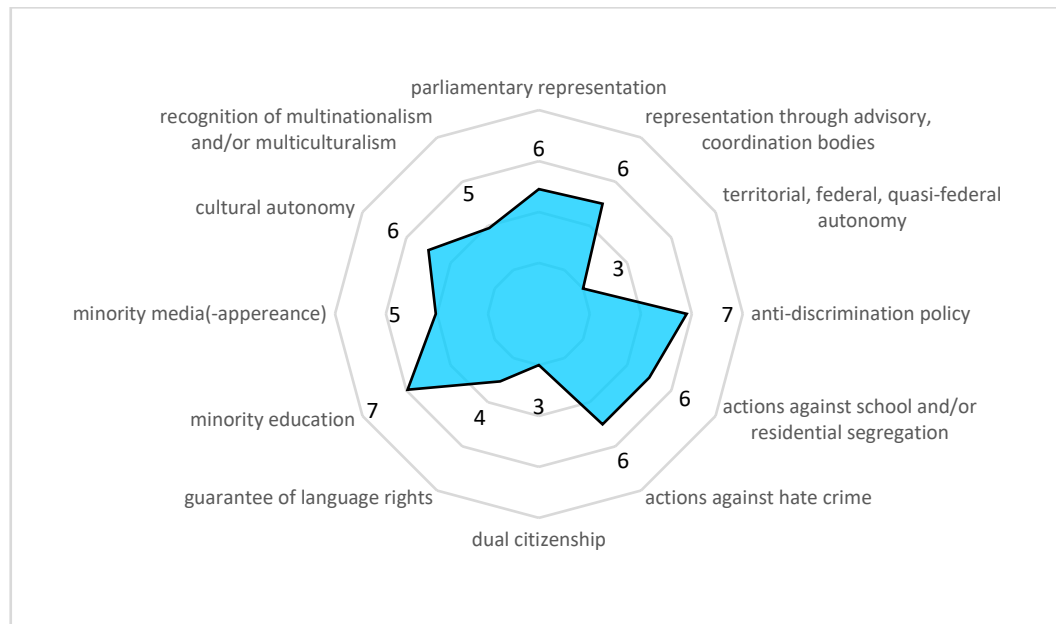 parliamentary representation
recognition of multinationalism
and/or multiculturalism
representation through advisory,
coordination bodies
6
6
5
cultural autonomy
6
territorial, federal, quasi-federal
autonomy
3
minority media(-appereance)
5
7
anti-discrimination policy
minority education
7
4
3
6
6
actions against school and/or
residential segregation
guarantee of language rights
actions against hate crime
dual citizenship